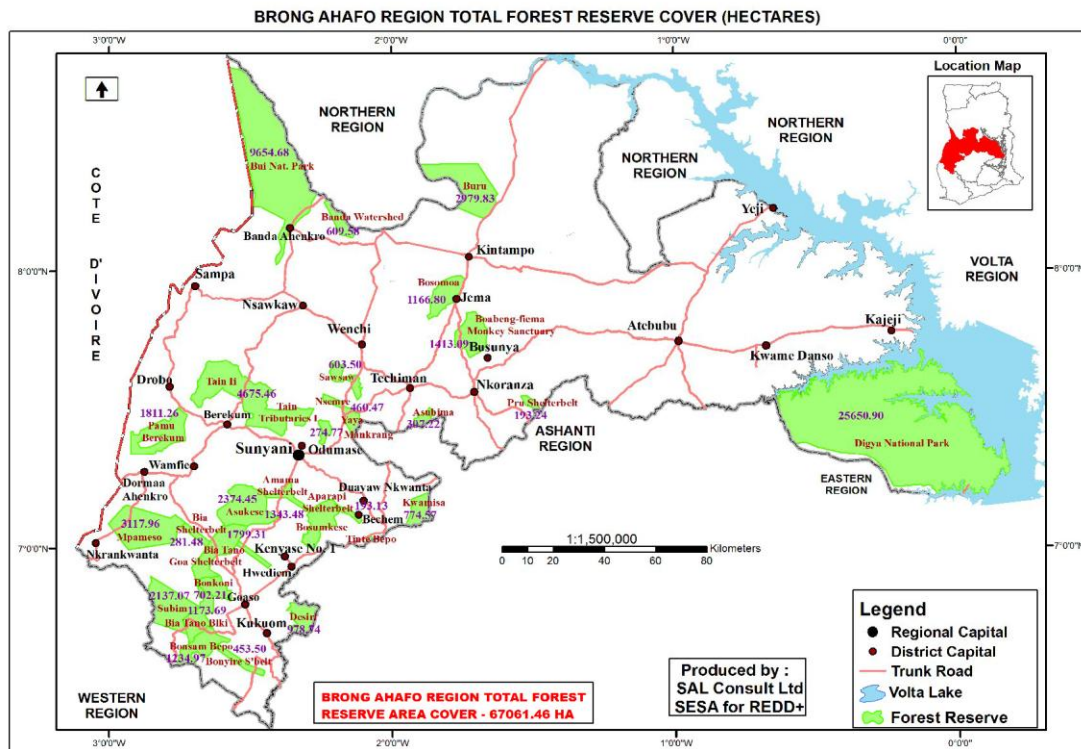 BRONG AHAFO REGION TOTAL FOREST RESERVE COVER (HECTARES)
3°0'0"W
2°0'0"W
1°0'0"W
0°0'0"
Location Map
NORTHERN
REGION
NORTHERN
REGION
NORTHERN
REGION
COTE D'IVOIRE
9654.68
Bui Nat. Park
Buru
2979.83
Banda Watershed
609.58
Banda Ahenkro
Yeji
Kintampo
VOLTA
REGION
8°0'0"N
8°0'0"N
Sampa
Bosomoa
1166.80
Jema
Nsawkaw
Boabeng-fiema
Monkey Sanctuary
1413.09
Busunya
Wenchi
Atebubu
Kajeji
Kwame Danso
603.50
Sawsaw
Techiman
Nkoranza
Drobo
Tain Ii
4675.46
Nsemre
460.47
Pru Shelterbelt
193.24
1811.26
Pamu
Berekum
Berekum
Tain
Tributaries I
Yaya
274.77
Mankrang
Asubima
307.22
ASHANTI
REGION
25650.90
Digya National Park
Sunyani
Odumase
Wamfie
EASTERN
REGION
Dormaa
Ahenkro
Amama
Shelterbelt
Duayaw Nkwanta
2374.45
Asukese
1343.48
Aparapi
Shelterbelt
193.13
Bechem
Kwamisa
774.57
3117.96
Mpameso
Bia
Shelterbelt
281.48
1799.31
Bosumkese
Tinte Bepo
7°0'0"N
7°0'0"N
Nkrankwanta
Bia Tano
Goa Shelterbelt
Kenyase No. 1
Hwediem
1:1,500,000
0 10 20 40 60 80
Kilometers
Bonkoni
2137.07
702.21
Goaso
Subim
1173.69
Bia Tano Biki
Kukuom
Desiri
978.74
Bonsam Bepo
1234.97
453.50
Bonyire S'belt
WESTERN
REGION
BRONG AHAFO REGION TOTAL FOREST
RESERVE AREA COVER - 67061.46 HA
Produced by :
SAL Consult Ltd
SESA for REDD+
Legend
Regional Capital
District Capital
Trunk Road
Volta Lake
Forest Reserve
3°0'0"W
2°0'0"W
1°0'0"W
0°0'0"